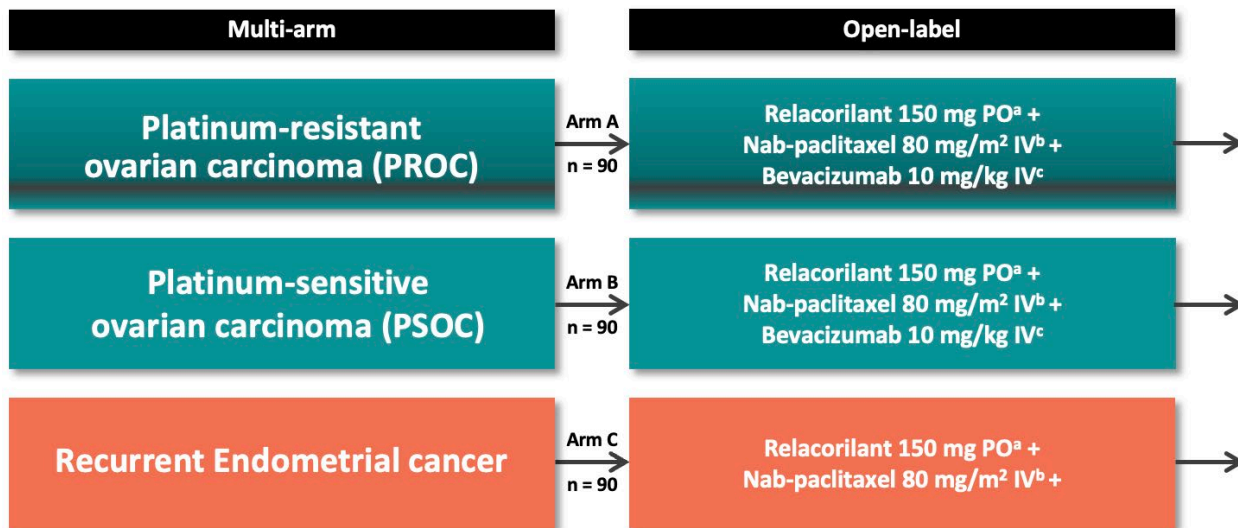 Multi-arm
Open-label
Platinum-resistant
ovarian carcinoma (PROC)
Arm A
n = 90
Relacorilant 150 mg POᵃ +
Nab-paclitaxel 80 mg/m² IVᵇ +
Bevacizumab 10 mg/kg IVᶜ
Platinum-sensitive
ovarian carcinoma (PSOC)
Arm B
n = 90
Relacorilant 150 mg POᵃ +
Nab-paclitaxel 80 mg/m² IVᵇ +
Bevacizumab 10 mg/kg IVᶜ
Recurrent Endometrial cancer
Arm C
n = 90
Relacorilant 150 mg POᵃ +
Nab-paclitaxel 80 mg/m² IVᵇ +